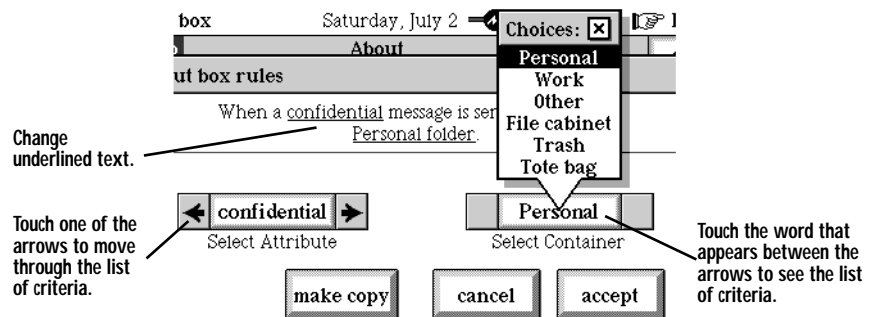 box
Saturday, July 2
Choices:
About
Personal
ut box rules
Work
Other
When a confidential message is sen
File cabinet
Personal folder.
Trash
Tote bag
Change
underlined text.
confidential
Personal
Select Attribute
Select Container
Touch one of the
arrows to move
through the list
of criteria.
Touch the word that
appears between the
arrows to see the list
of criteria.
make copy
cancel
accept